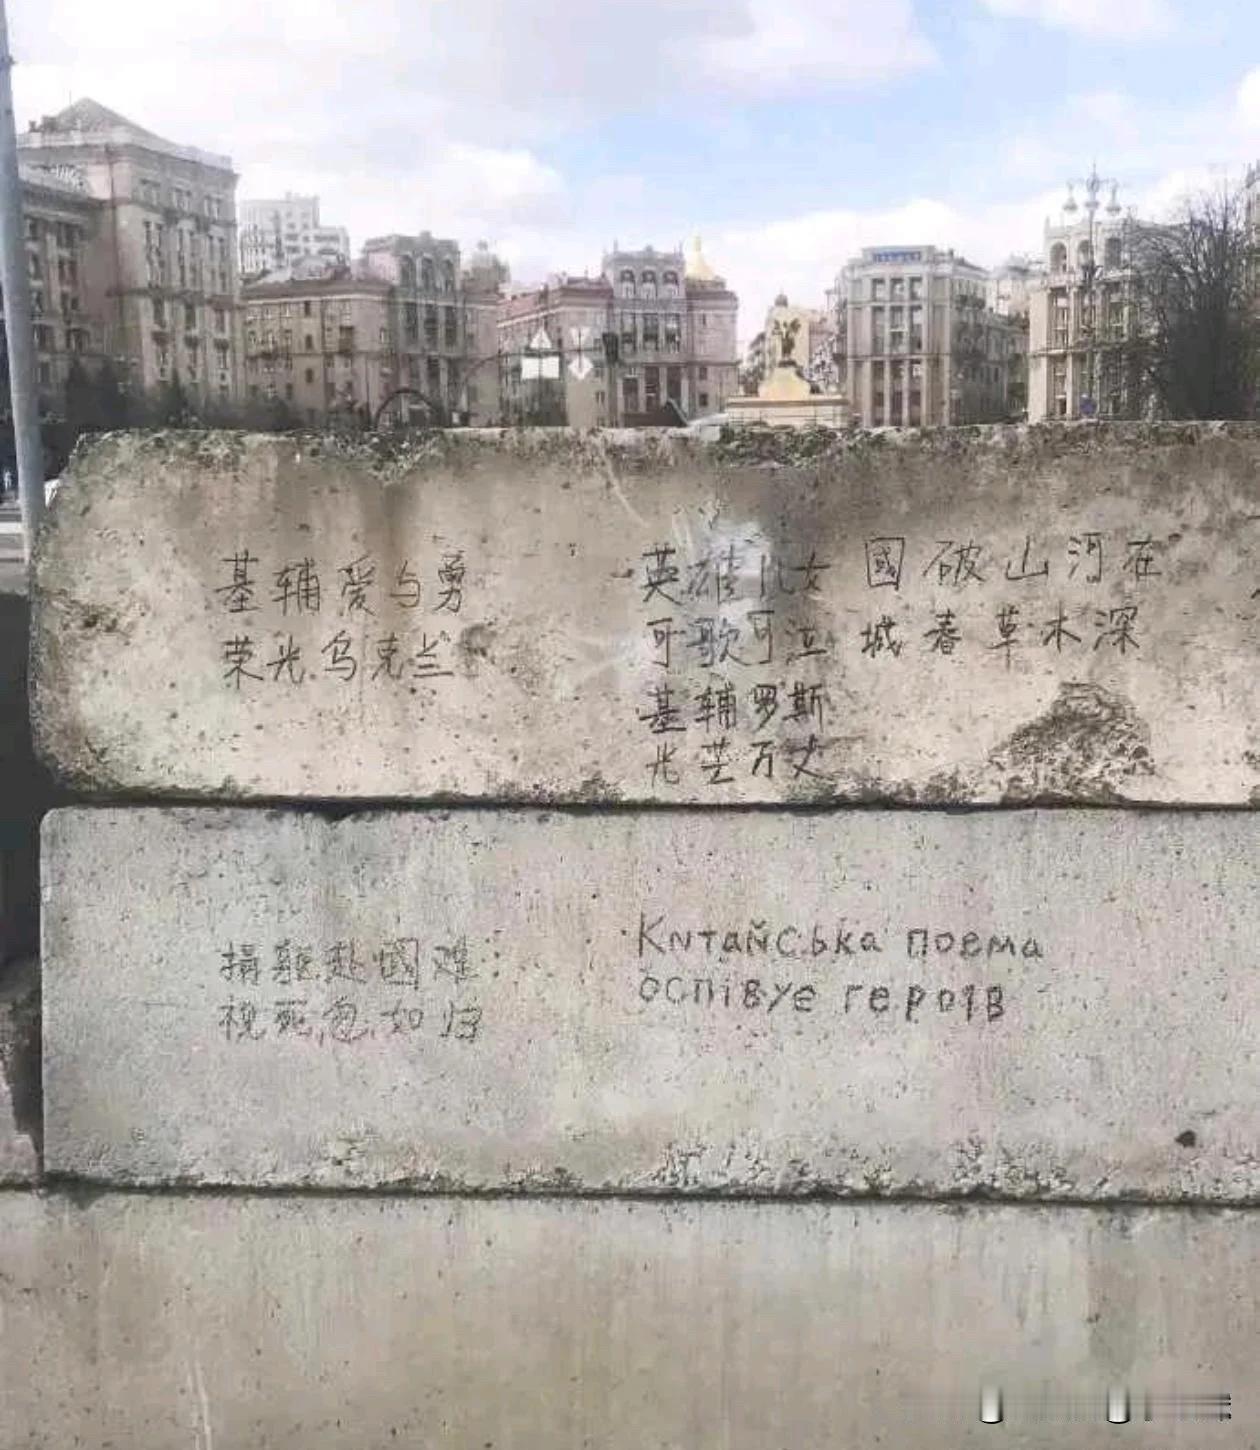 基辅爱与勇
荣光乌克兰
英雄儿女
可歌可泣
基辅罗斯
光芒万丈
國破山河在
城春草木深
捐躯赴國难
视死忽如归
Китайська поема
оспівує героїв